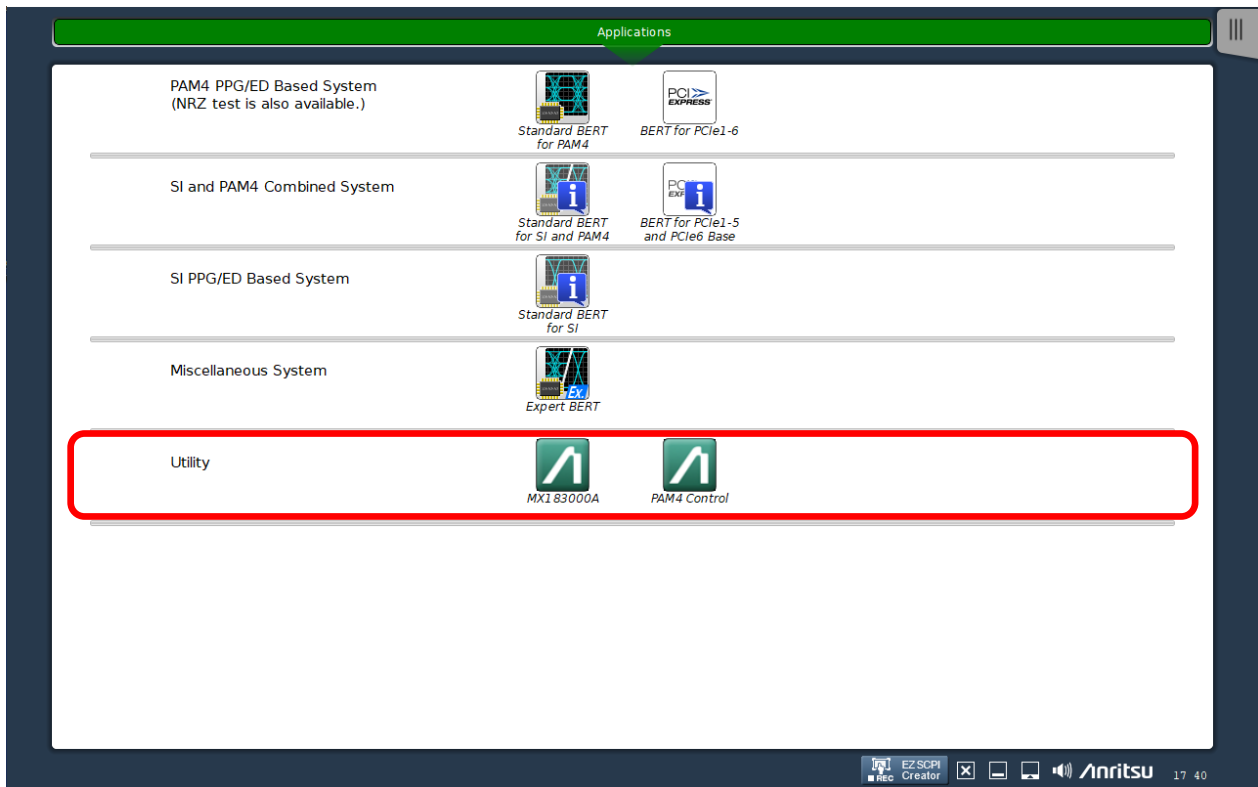 Applications
PAM4 PPG/ED Based System
(NRZ test is also available.)
Standard BERT
for PAM4
PCI
EXPRESS
BERT for PCIe1-6
SI and PAM4 Combined System
Standard BERT
for SI and PAM4
BERT for PCIe1-5
and PCIe6 Base
SI PPG/ED Based System
Standard BERT
for SI
Miscellaneous System
Ex.
Expert BERT
Utility
MX183000A
PAM4 Control
REC
EZ SCPI
Creator
Anritsu
17 40